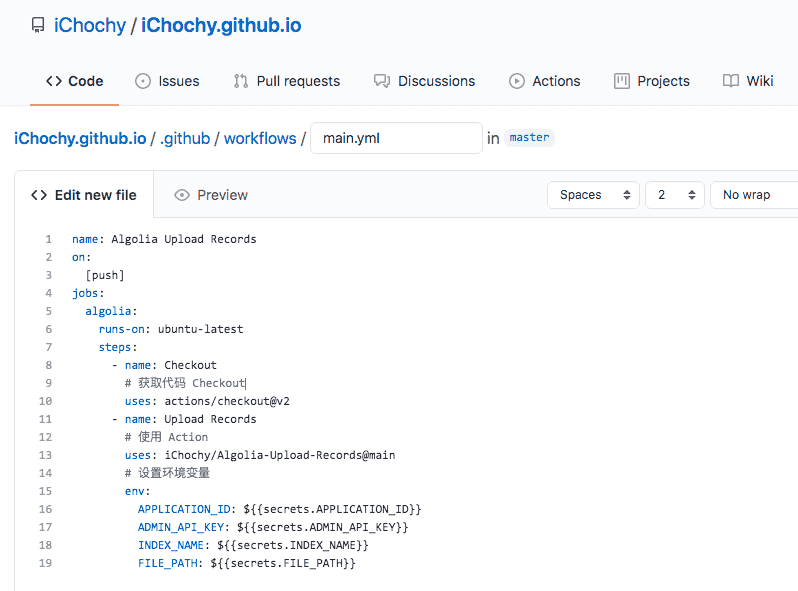 iChochy / iChochy.github.io
Code Issues Pull requests Discussions Actions Projects Wiki
iChochy.github.io / .github / workflows / main.yml in master
Edit new file Preview Spaces 2 No wrap
1 name: Algolia Upload Records
2 on:
3 [push]
4 jobs:
5 algolia:
6 runs-on: ubuntu-latest
7 steps:
8 - name: Checkout
9 # 获取代码 Checkout
10 uses: actions/checkout@v2
11 - name: Upload Records
12 # 使用 Action
13 uses: iChochy/Algolia-Upload-Records@main
14 # 设置环境变量
15 env:
16 APPLICATION_ID: ${{secrets.APPLICATION_ID}}
17 ADMIN_API_KEY: ${{secrets.ADMIN_API_KEY}}
18 INDEX_NAME: ${{secrets.INDEX_NAME}}
19 FILE_PATH: ${{secrets.FILE_PATH}}